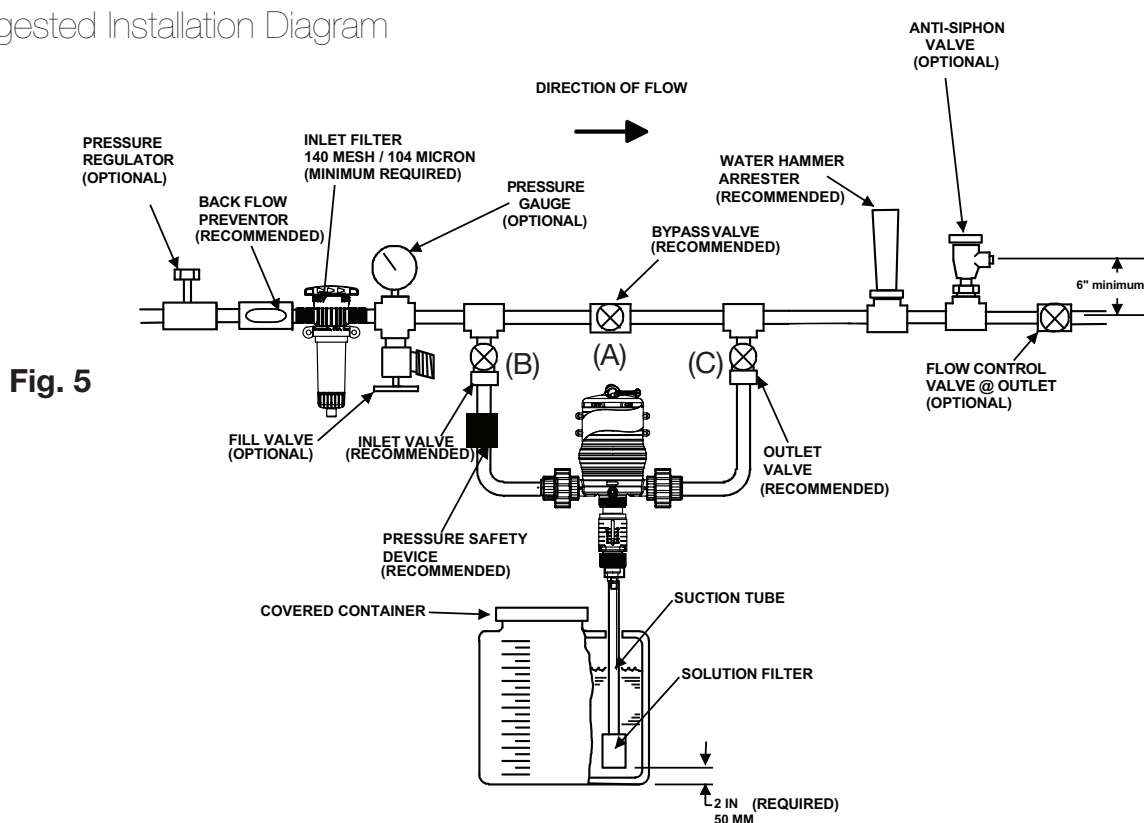 gested Installation Diagram
ANTI-SIPHON
VALVE
(OPTIONAL)
DIRECTION OF FLOW
PRESSURE
REGULATOR
(OPTIONAL)
INLET FILTER
140 MESH / 104 MICRON
(MINIMUM REQUIRED)
BACK FLOW
PREVENTOR
(RECOMMENDED)
PRESSURE
GAUGE
(OPTIONAL)
WATER HAMMER
ARRESTER
(RECOMMENDED)
BYPASS VALVE
(RECOMMENDED)
6" minimum
Fig. 5
(B)
(A)
(C)
FLOW CONTROL
VALVE @ OUTLET
(OPTIONAL)
FILL VALVE
(OPTIONAL)
INLET VALVE
(RECOMMENDED)
OUTLET
VALVE
(RECOMMENDED)
PRESSURE SAFETY
DEVICE
(RECOMMENDED)
COVERED CONTAINER
SUCTION TUBE
SOLUTION FILTER
2 IN (REQUIRED)
50 MM